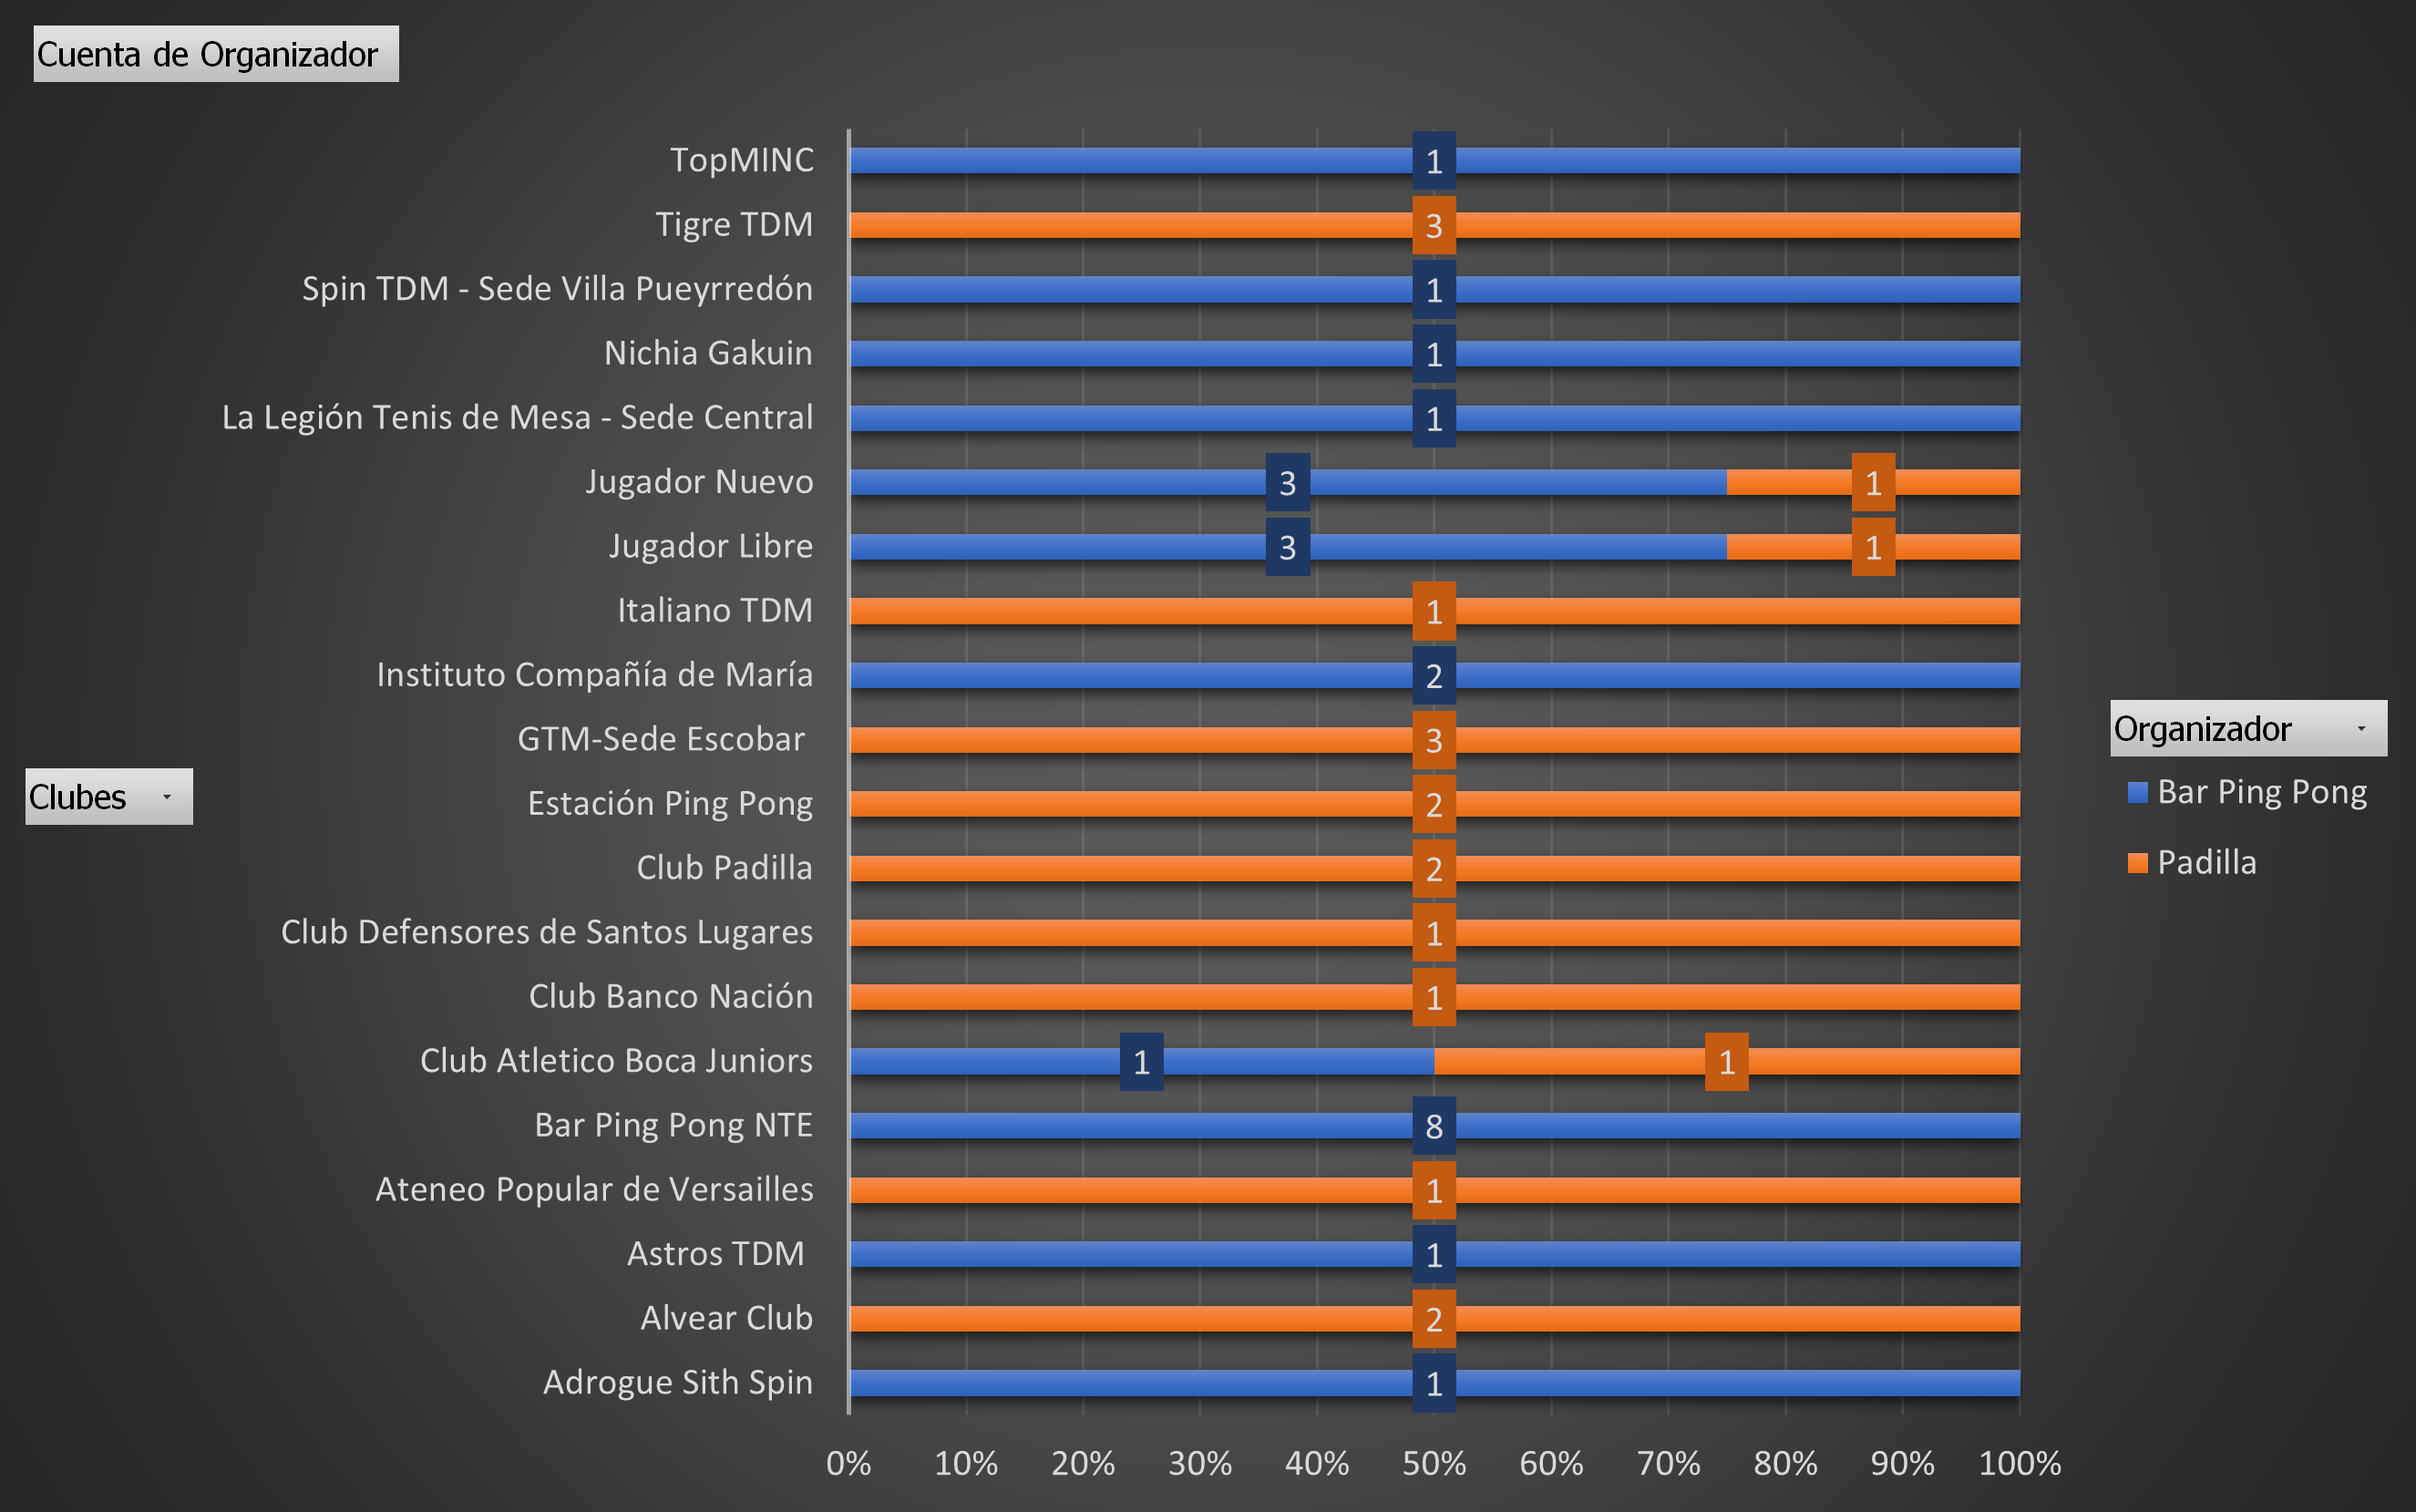 Cuenta de Organizador
TopMINC 1
Tigre TDM 3
Spin TDM - Sede Villa Pueyrredón 1
Nichia Gakuin 1
La Legión Tenis de Mesa - Sede Central 1
Jugador Nuevo 3 1
Jugador Libre 3 1
Italiano TDM 1
Instituto Compañía de María 2
GTM-Sede Escobar 3
Estación Ping Pong 2
Club Padilla 2
Club Defensores de Santos Lugares 1
Club Banco Nación 1
Club Atletico Boca Juniors 1 1
Bar Ping Pong NTE 8
Ateneo Popular de Versailles 1
Astros TDM 1
Alvear Club 2
Adrogue Sith Spin 1
0% 10% 20% 30% 40% 50% 60% 70% 80% 90% 100%
Clubes
Organizador
Bar Ping Pong
Padilla